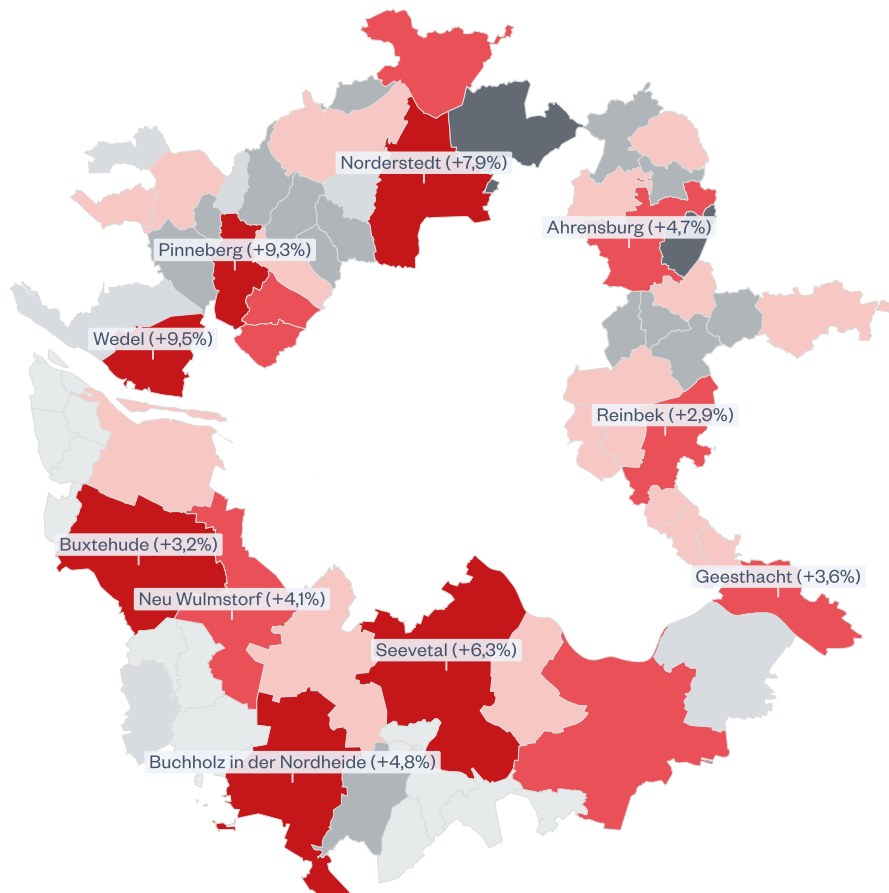 Norderstedt (+7,9%)
Ahrensburg (+4,7%)
Pinneberg (+9,3%)
Wedel (+9,5%)
Reinbek (+2,9%)
Buxtehude (+3,2%)
Geesthacht (+3,6%)
Neu Wulmstorf (+4,1%)
Seevetal (+6,3%)
Buchholz in der Nordheide (+4,8%)